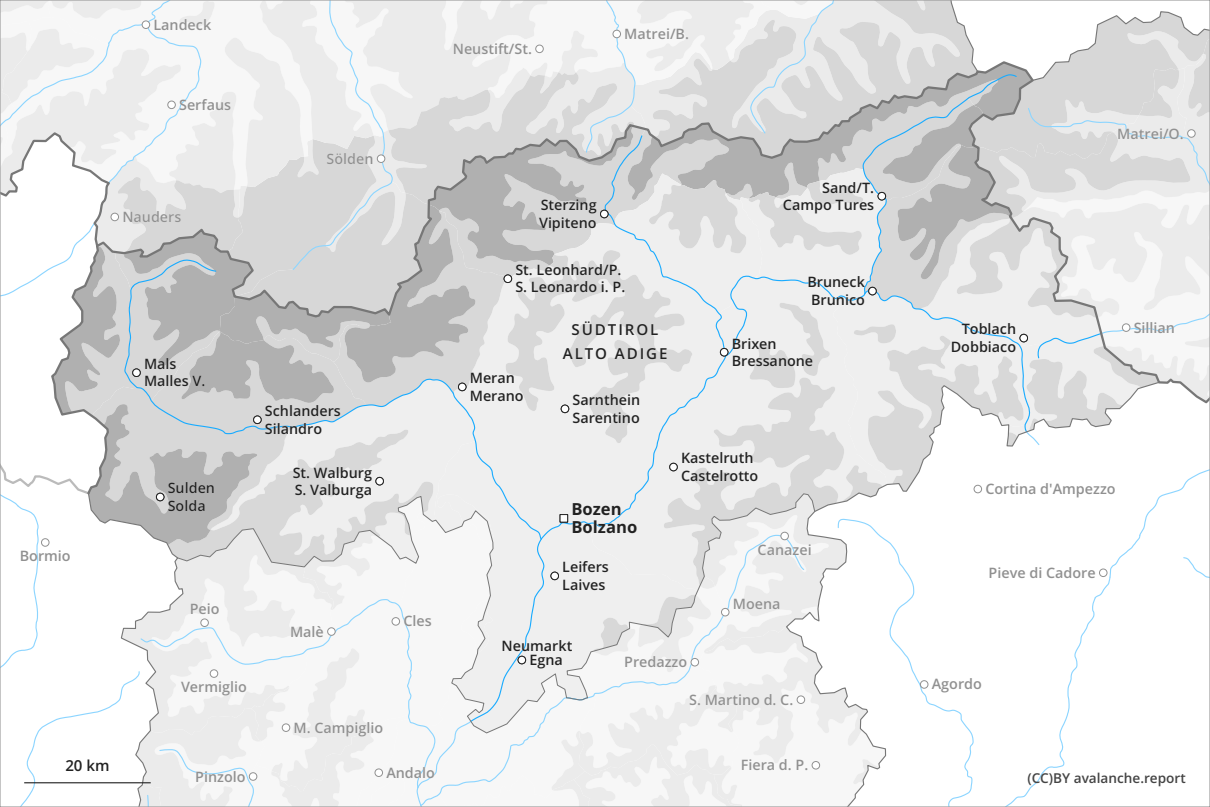 Landeck
Matrei/B.
Neustift/St.
Serfaus
Matrei/O.
Sölden
Sand/T.
Campo Tures
Sterzing
Vipiteno
Nauders
St. Leonhard/P.
S. Leonardo i. P.
Bruneck
Brunico
SÜDTIROL
ALTO ADIGE
Toblach
Dobbiaco
Sillian
Brixen
Bressanone
Mals
Malles V.
Meran
Merano
Sarnthein
Sarentino
Schlanders
Silandro
Kastelruth
Castelrotto
St. Walburg
S. Valburga
Sulden
Solda
Cortina d'Ampezzo
Bozen
Bolzano
Bormio
Canazei
Leifers
Laives
Pieve di Cadore
Peio
Moena
Malè
Cles
Neumarkt
Egna
Predazzo
Vermiglio
Agordo
S. Martino d. C.
M. Campiglio
20 km
Pinzolo
Andalo
Fiera d. P.
(CC)BY avalanche.report